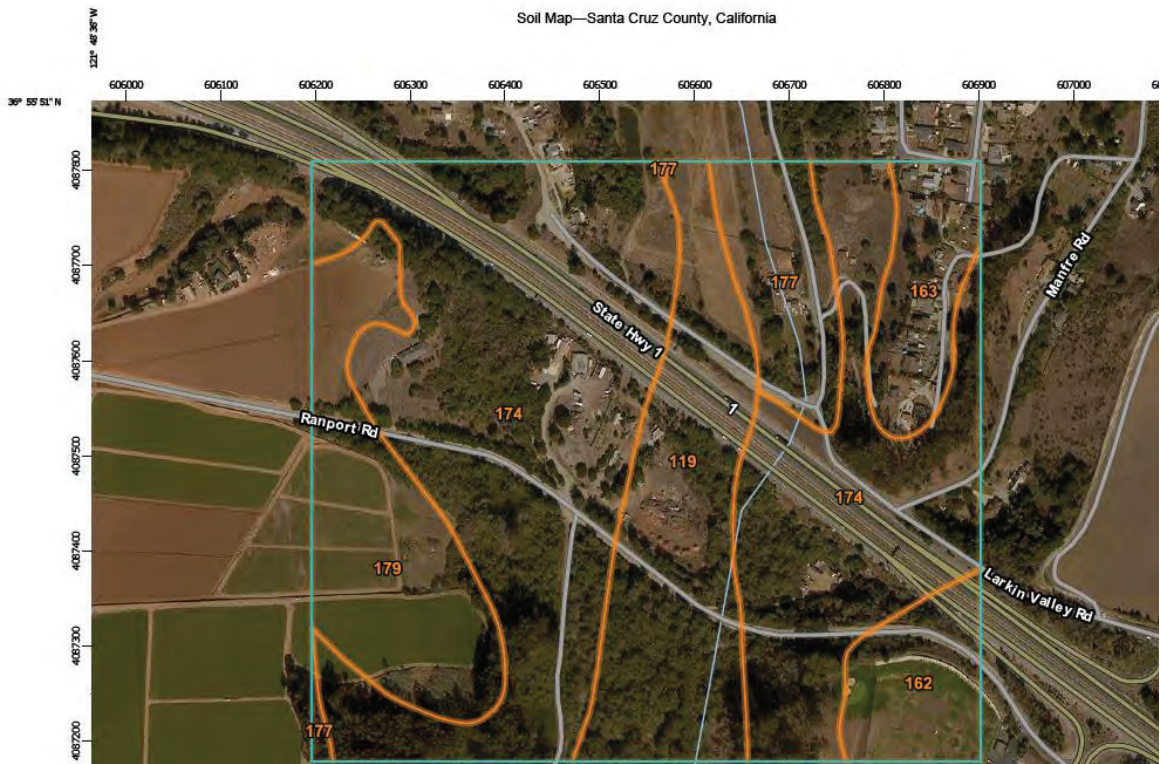 Soil Map—Santa Cruz County, California
121° 48' 36'' W
606000 606100 606200 606300 606400 606500 606600 606700 606800 606900 607000
36° 55' 51'' N
4087800
177
4087700
177
163
Manfre Rd
State Hwy 1
4087600
174
Ranport Rd
1
4087500
119
174
4087400
179
Larkin Valley Rd
4087300
162
4087200
177